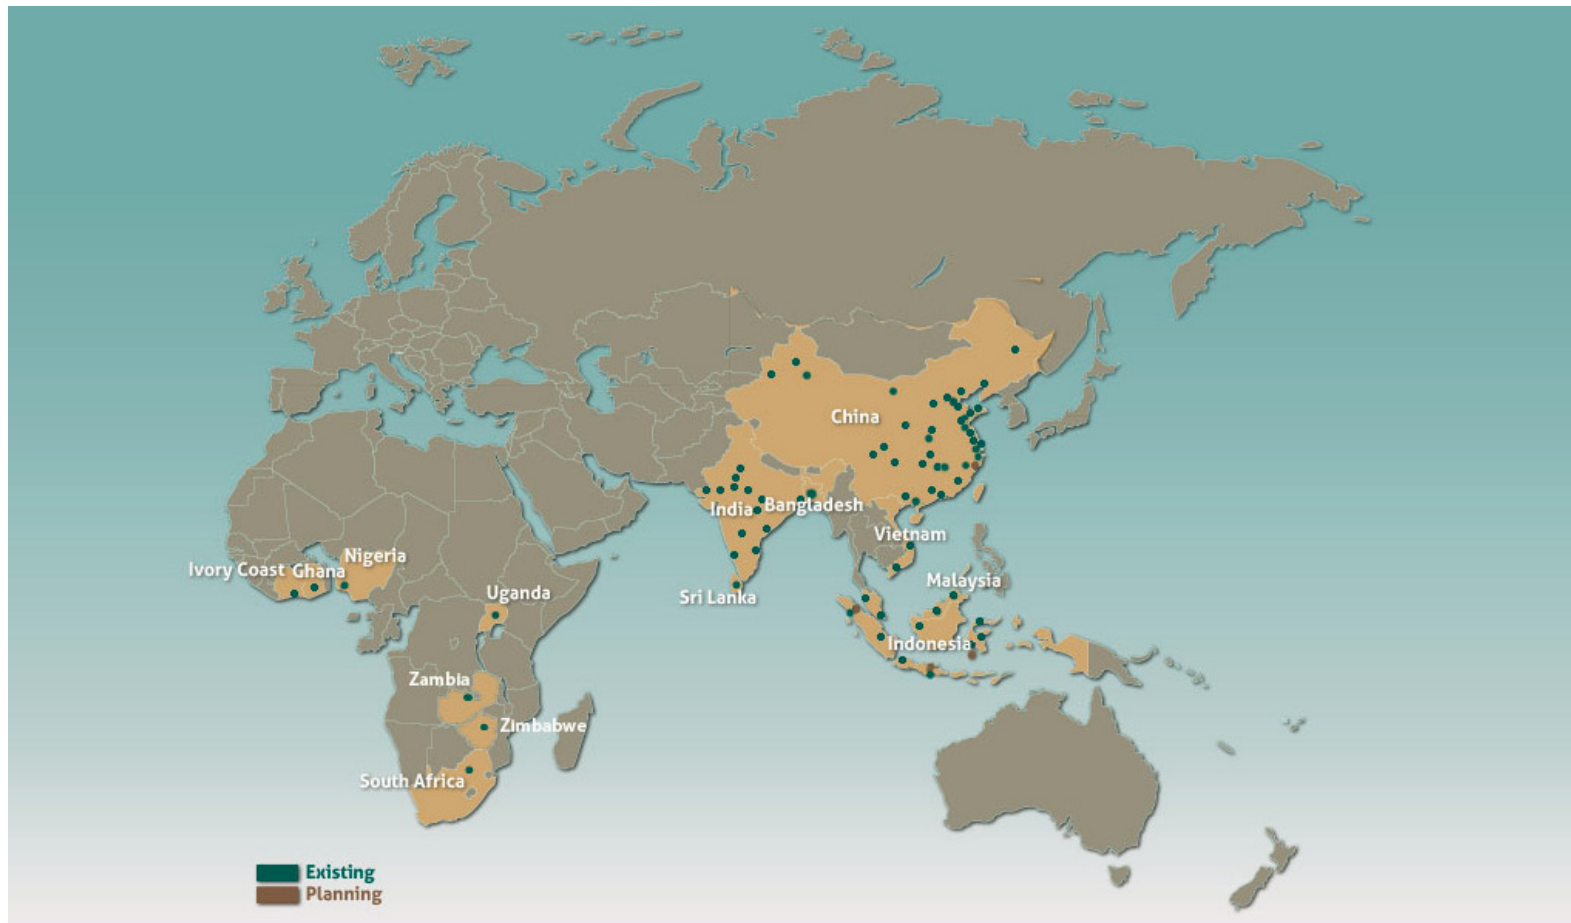 China
India
Bangladesh
Vietnam
Nigeria
Ivory Coast
Ghana
Malaysia
Uganda
Sri Lanka
Indonesia
Zambia
Zimbabwe
South Africa
Existing
Planning